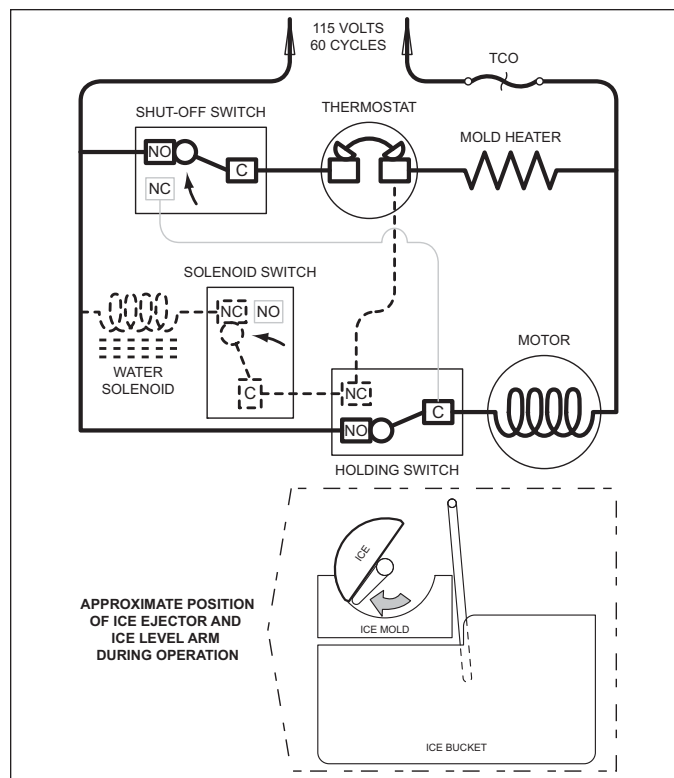 115 VOLTS
60 CYCLES
TCO
SHUT-OFF SWITCH
THERMOSTAT
MOLD HEATER
NO
C
NC
SOLENOID SWITCH
NC
NO
MOTOR
WATER
SOLENOID
C
NC
C
NO
HOLDING SWITCH
ICE
APPROXIMATE POSITION
OF ICE EJECTOR AND
ICE LEVEL ARM
DURING OPERATION
ICE MOLD
ICE BUCKET